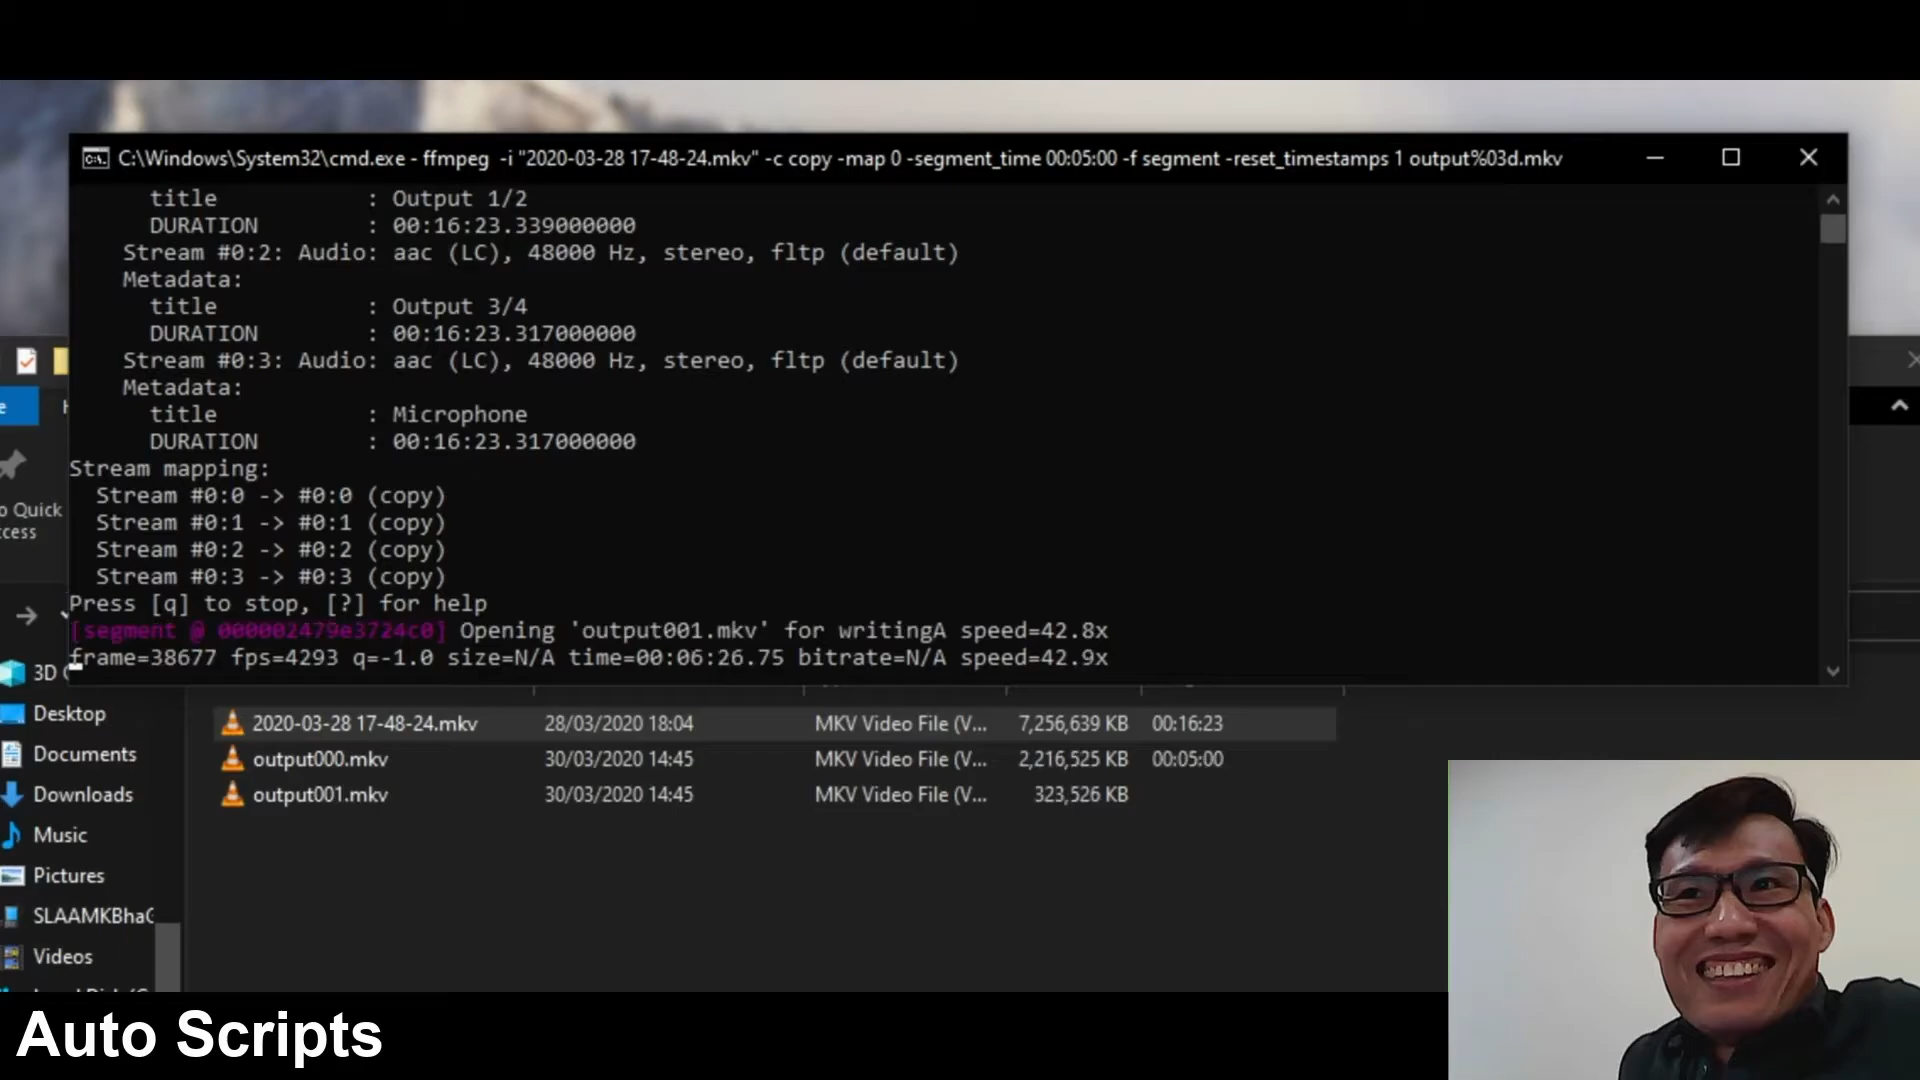 C:\Windows\System32\cmd.exe - ffmpeg -i "2020-03-28 17-48-24.mkv" -c copy -map 0 -segment_time 00:05:00 -f segment -reset_timestamps 1 output%03d.mkv
title : Output 1/2
DURATION : 00:16:23.339000000
Stream #0:2: Audio: aac (LC), 48000 Hz, stereo, fltp (default)
Metadata:
title : Output 3/4
DURATION : 00:16:23.317000000
Stream #0:3: Audio: aac (LC), 48000 Hz, stereo, fltp (default)
Metadata:
title : Microphone
DURATION : 00:16:23.317000000
Stream mapping:
Stream #0:0 -> #0:0 (copy)
Stream #0:1 -> #0:1 (copy)
Stream #0:2 -> #0:2 (copy)
Stream #0:3 -> #0:3 (copy)
Press [q] to stop, [?] for help
[segment @ 000002479e3724c0] Opening 'output001.mkv' for writingA speed=42.8x
frame=38677 fps=4293 q=-1.0 size=N/A time=00:06:26.75 bitrate=N/A speed=42.9x
o Quick
cess
3D
Desktop
Documents
Downloads
Music
Pictures
SLAAMKBha
Videos
2020-03-28 17-48-24.mkv 28/03/2020 18:04 MKV Video File (V... 7,256,639 KB 00:16:23
output000.mkv 30/03/2020 14:45 MKV Video File (V... 2,216,525 KB 00:05:00
output001.mkv 30/03/2020 14:45 MKV Video File (V... 323,526 KB
Auto Scripts